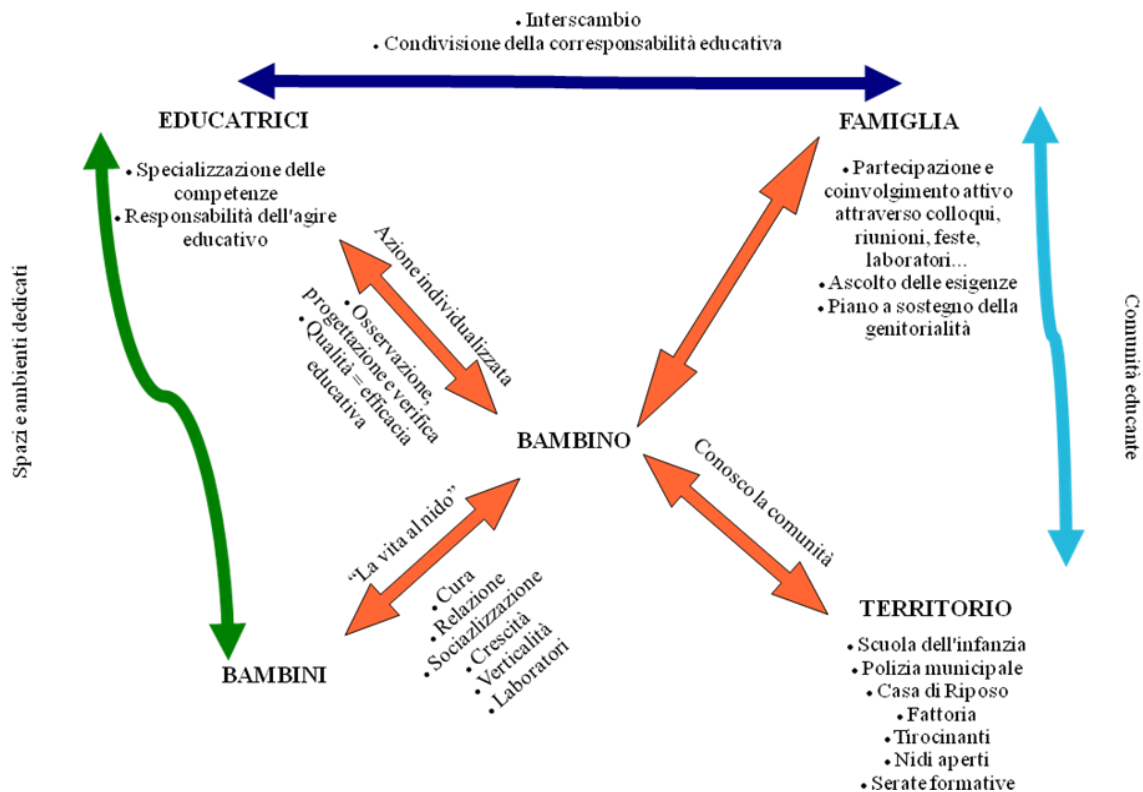 • Interscambio
• Condivisione della corresponsabilità educativa
EDUCATRICI
• Specializzazione delle
competenze
• Responsabilità dell'agire
educativo
FAMIGLIA
• Partecipazione e
coinvolgimento attivo
attraverso colloqui,
riunioni, feste,
laboratori...
• Ascolto delle esigenze
• Piano a sostegno della
genitorialità
Spazi e ambienti dedicati
Comunità educante
Azione individualizzata
• Osservazione,
progettazione e verifica
• Qualità = efficacia
educativa
BAMBINO
"La vita al nido"
• Cura
• Relazione
• Sociazlizzazione
• Crescità
• Verticalità
• Laboratori
BAMBINI
Conosco la comunità
TERRITORIO
• Scuola dell'infanzia
• Polizia municipale
• Casa di Riposo
• Fattoria
• Tirocinanti
• Nidi aperti
• Serate formative